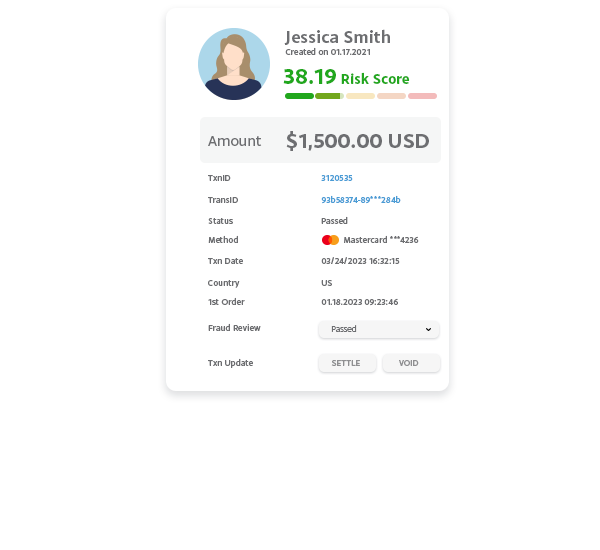 Jessica Smith
Created on 01.17.2021
38.19 Risk Score
Amount $1,500.00 USD
TxnID 3120535
TransID 93b58374-89***284b
Status Passed
Method Mastercard ***4236
Txn Date 03/24/2023 16:32:15
Country US
1st Order 01.18.2023 09:23:46
Fraud Review Passed
Txn Update SETTLE VOID